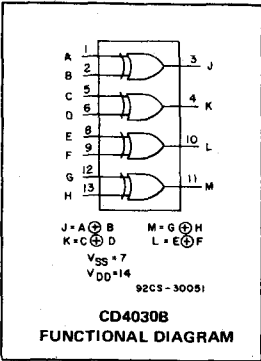 A 1
B 2
3 J
C 5
D 6
4 K
E 8
F 9
10 L
G 12
H 13
11 M
J = A ⊕ B M = G ⊕ H
K = C ⊕ D L = E ⊕ F
VSS = 7
VDD = 14
92CS-30051
CD4030B
FUNCTIONAL DIAGRAM